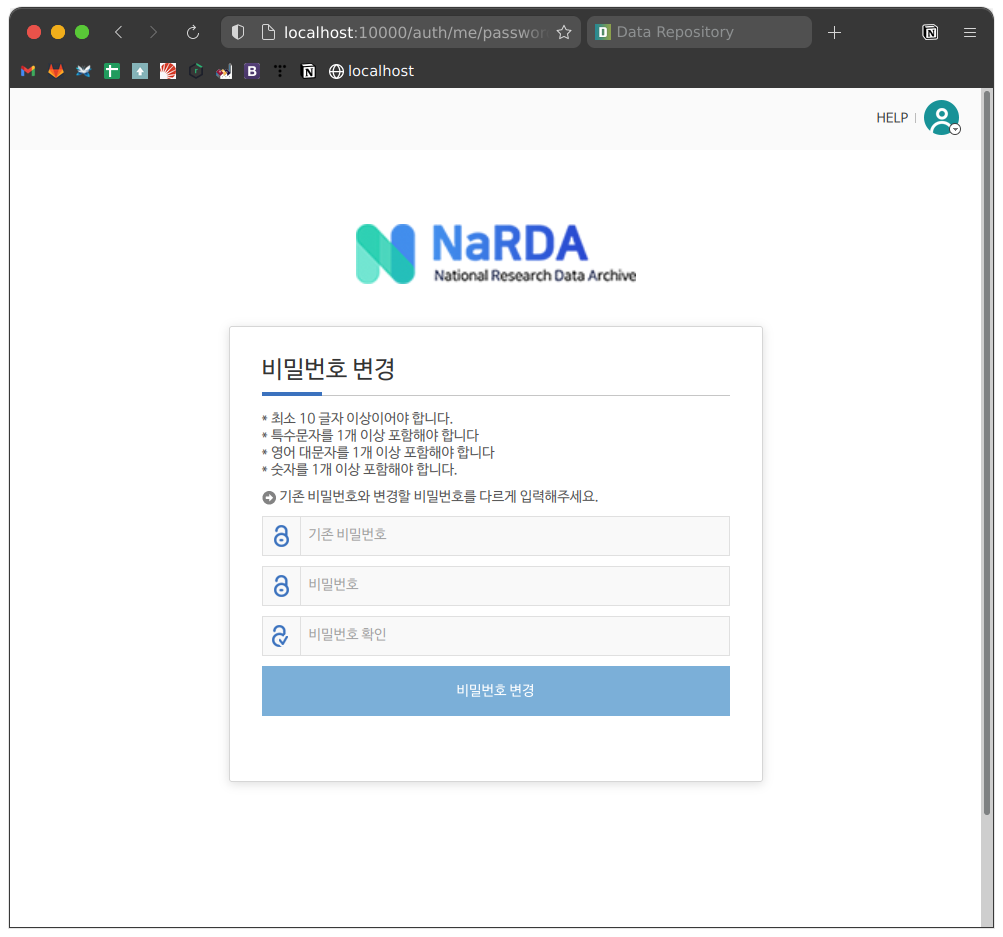 localhost:10000/auth/me/passwor
Data Repository
localhost
HELP
NaRDA
National Research Data Archive
비밀번호 변경
* 최소 10 글자 이상이어야 합니다.
* 특수문자를 1개 이상 포함해야 합니다
* 영어 대문자를 1개 이상 포함해야 합니다
* 숫자를 1개 이상 포함해야 합니다.
기존 비밀번호와 변경할 비밀번호를 다르게 입력해주세요.
기존 비밀번호
비밀번호
비밀번호 확인
비밀번호 변경